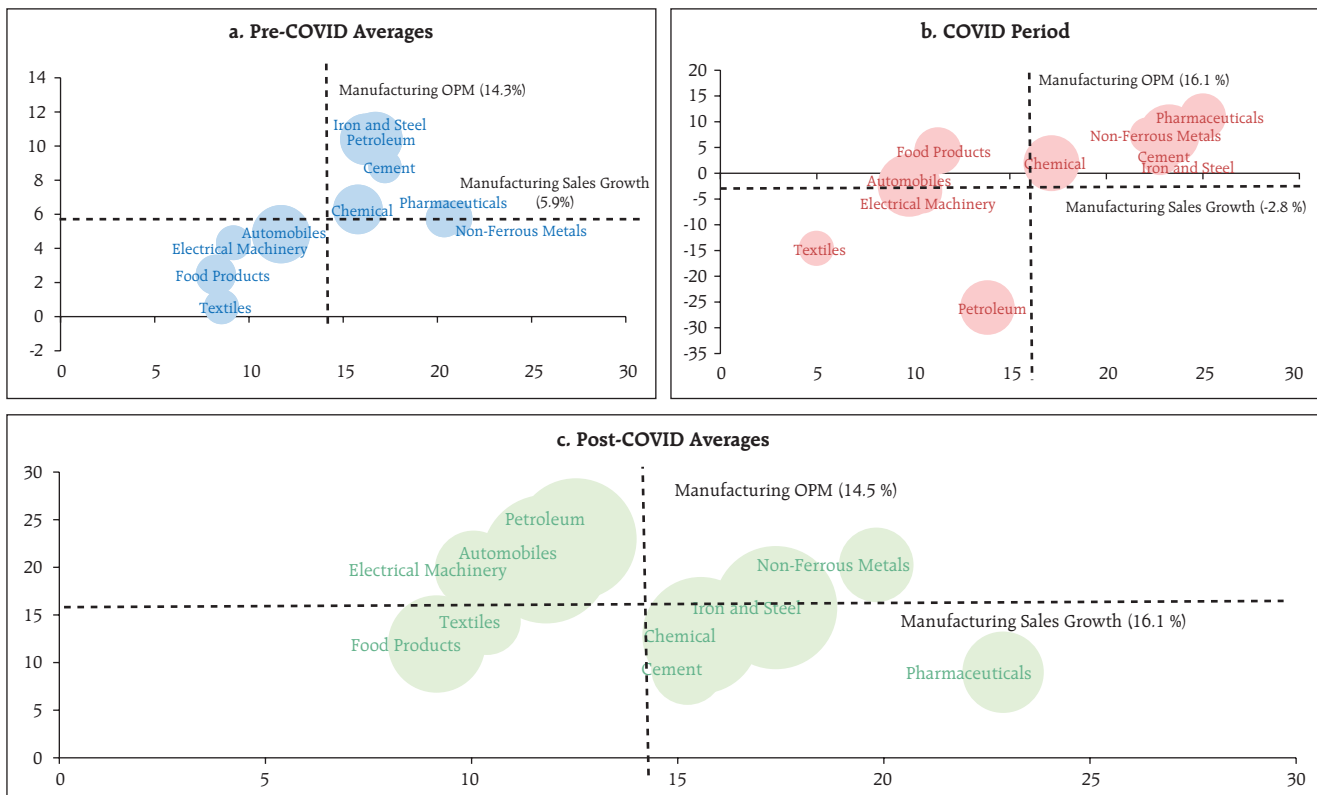 a. Pre-COVID Averages
14
12
10
8
6
4
2
0
-2
0
5
10
15
20
25
30
Manufacturing OPM (14.3%)
Iron and Steel
Petroleum
Cement
Manufacturing Sales Growth
(5.9%)
Pharmaceuticals
Chemical
Non-Ferrous Metals
Automobiles
Electrical Machinery
Food Products
Textiles
b. COVID Period
20
15
10
5
0
-5
-10
-15
-20
-25
-30
-35
0
5
10
15
20
25
30
Manufacturing OPM (16.1 %)
Pharmaceuticals
Non-Ferrous Metals
Food Products
Chemical
Cement
Iron and Steel
Automobiles
Electrical Machinery
Manufacturing Sales Growth (-2.8 %)
Textiles
Petroleum
c. Post-COVID Averages
30
25
20
15
10
5
0
0
5
10
15
20
25
30
Manufacturing OPM (14.5 %)
Petroleum
Automobiles
Electrical Machinery
Non-Ferrous Metals
Iron and Steel
Textiles
Manufacturing Sales Growth (16.1 %)
Chemical
Food Products
Cement
Pharmaceuticals